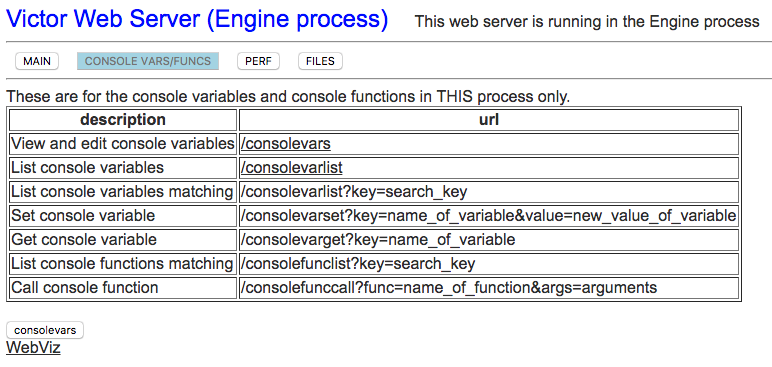 Victor Web Server (Engine process) This web server is running in the Engine process
MAIN CONSOLE VARS/FUNCS PERF FILES
These are for the console variables and console functions in THIS process only.
description url
View and edit console variables /consolevars
List console variables /consolevarlist
List console variables matching /consolevarlist?key=search_key
Set console variable /consolevarset?key=name_of_variable&value=new_value_of_variable
Get console variable /consolevarget?key=name_of_variable
List console functions matching /consolefunclist?key=search_key
Call console function /consolefunccall?func=name_of_function&args=arguments
consolevars
WebViz